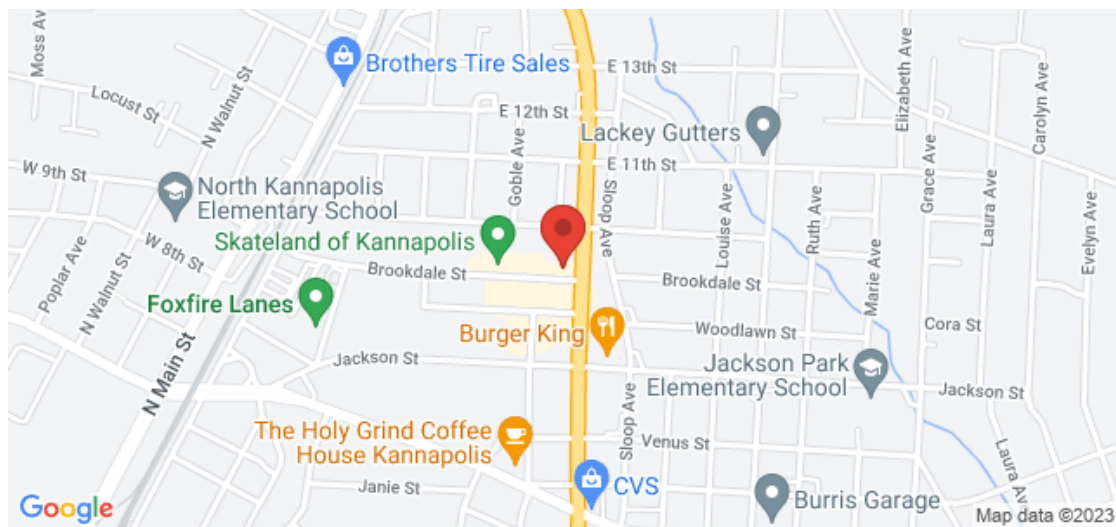 Moss Ave
N Walnut St
Brothers Tire Sales
E 13th St
Elizabeth Ave
Carolyn Ave
Locust St
E 12th St
Lackey Gutters
Goble Ave
E 11th St
W 9th St
North Kannapolis
Elementary School
Sloop Ave
Louise Ave
Ruth Ave
Grace Ave
Laura Ave
Evelyn Ave
Poplar Ave
W 8th St
Skateland of Kannapolis
Marie Ave
N Walnut St
Brookdale St
Brookdale St
Foxfire Lanes
Burger King
Woodlawn St
Cora St
N Main St
Jackson St
Jackson Park
Elementary School
Jackson St
Sloop Ave
The Holy Grind Coffee
House Kannapolis
Venus St
Laura Ave
Janie St
CVS
Burris Garage
Google
Map data ©2023